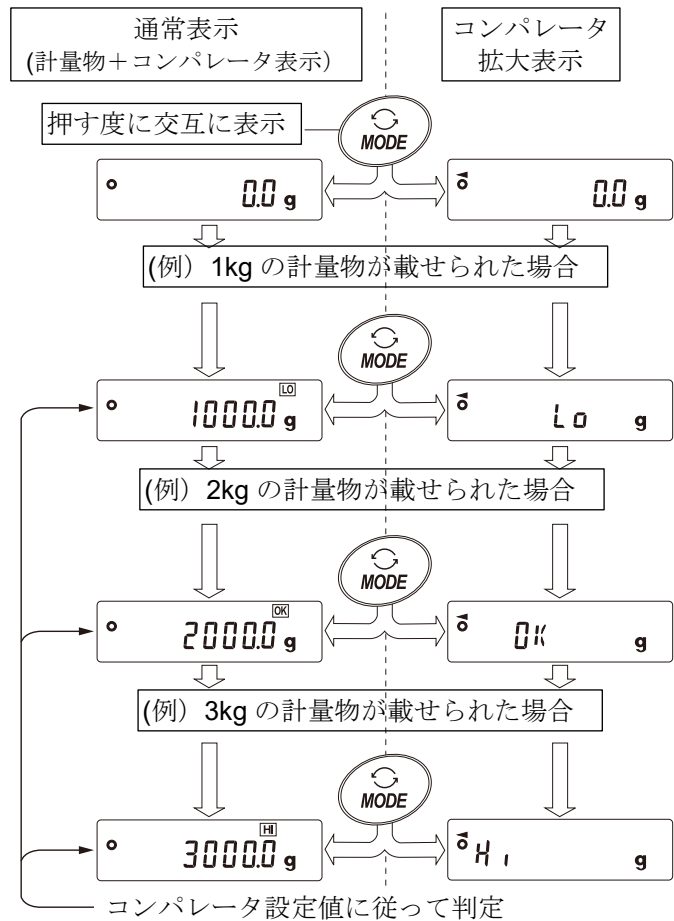 通常表示
(計量物＋コンパレータ表示)
コンパレータ
拡大表示
押す度に交互に表示
MODE
0.0 g
0.0 g
(例) 1kg の計量物が載せられた場合
MODE
LO
1000.0 g
Lo g
(例) 2kg の計量物が載せられた場合
MODE
OK
2000.0 g
OK g
(例) 3kg の計量物が載せられた場合
MODE
HI
3000.0 g
Hi g
コンパレータ設定値に従って判定